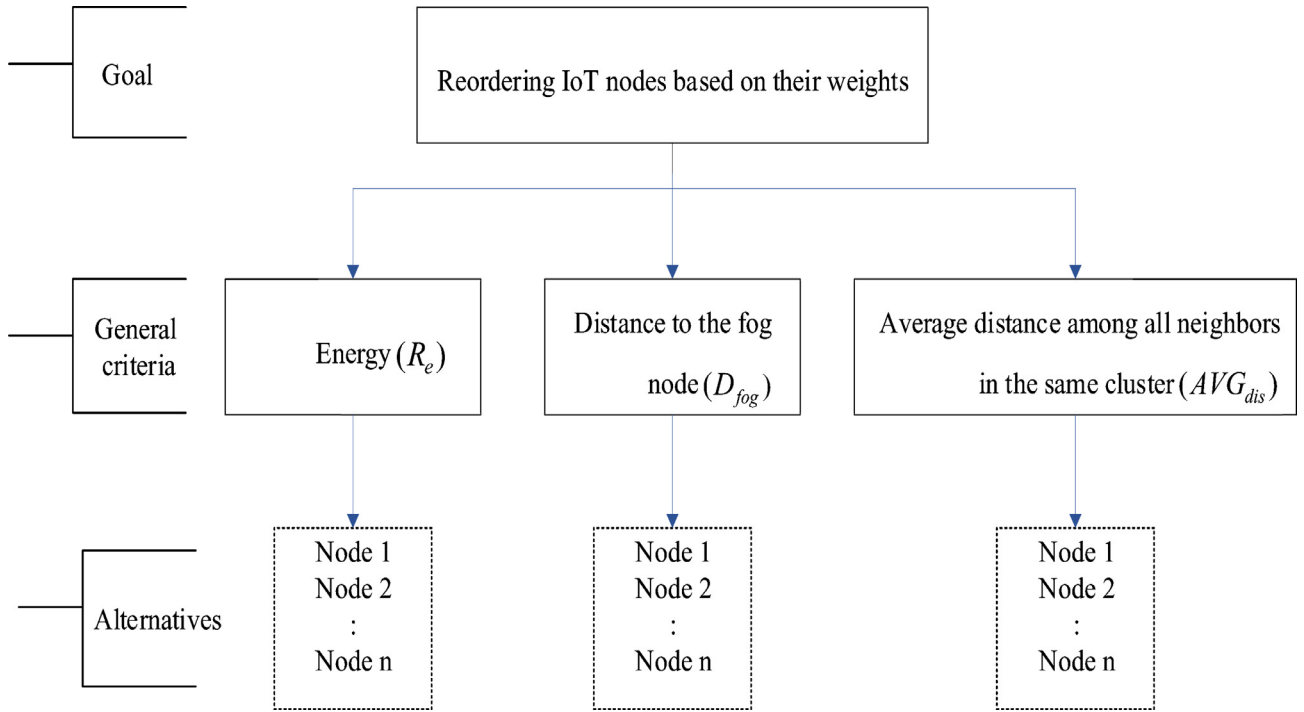 Goal
Reordering IoT nodes based on their weights
General
criteria
Energy (R_e)
Distance to the fog
node (D_fog)
Average distance among all neighbors
in the same cluster (AVG_dis)
Alternatives
Node 1
Node 2
:
Node n
Node 1
Node 2
:
Node n
Node 1
Node 2
:
Node n